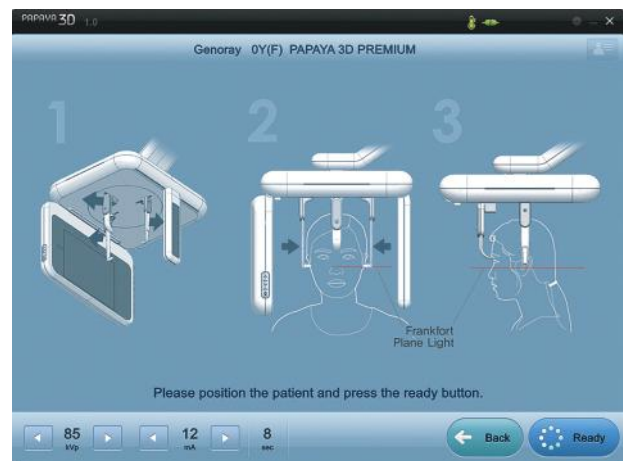 PAPAYA 3D 1.0
Genoray 0Y(F) PAPAYA 3D PREMIUM
1 2 3
Frankfort
Plane Light
Please position the patient and press the ready button.
85 12 8 Back Ready
kVp mA sec